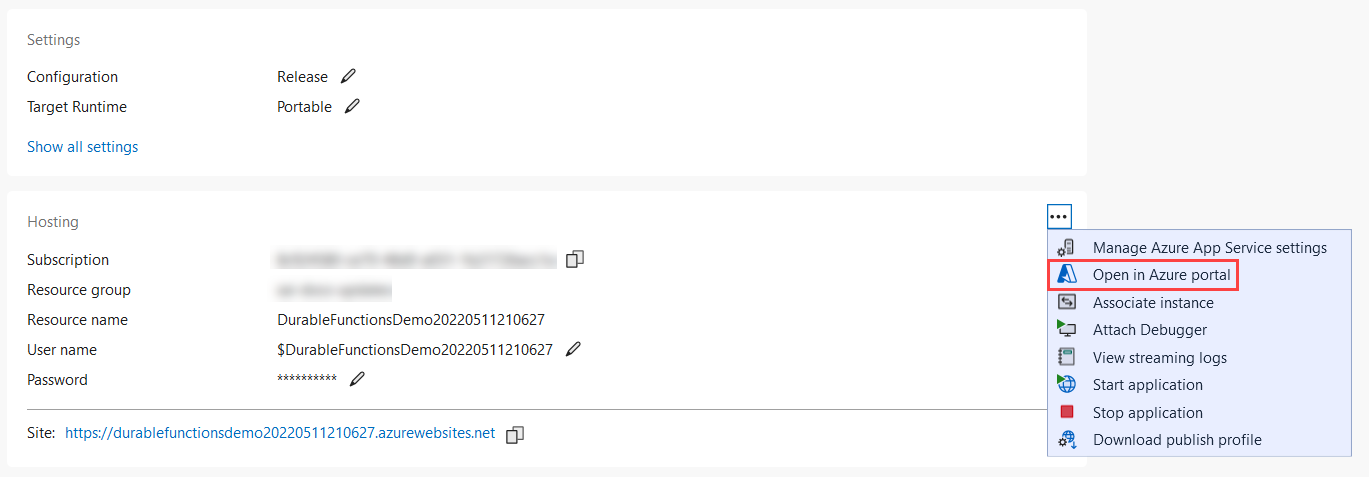 Settings
Configuration Release
Target Runtime Portable
Show all settings
Hosting
Subscription
Resource group
Resource name DurableFunctionsDemo20220511210627
User name $DurableFunctionsDemo20220511210627
Password **********
Site: https://durablefunctionsdemo20220511210627.azurewebsites.net
Manage Azure App Service settings
Open in Azure portal
Associate instance
Attach Debugger
View streaming logs
Start application
Stop application
Download publish profile